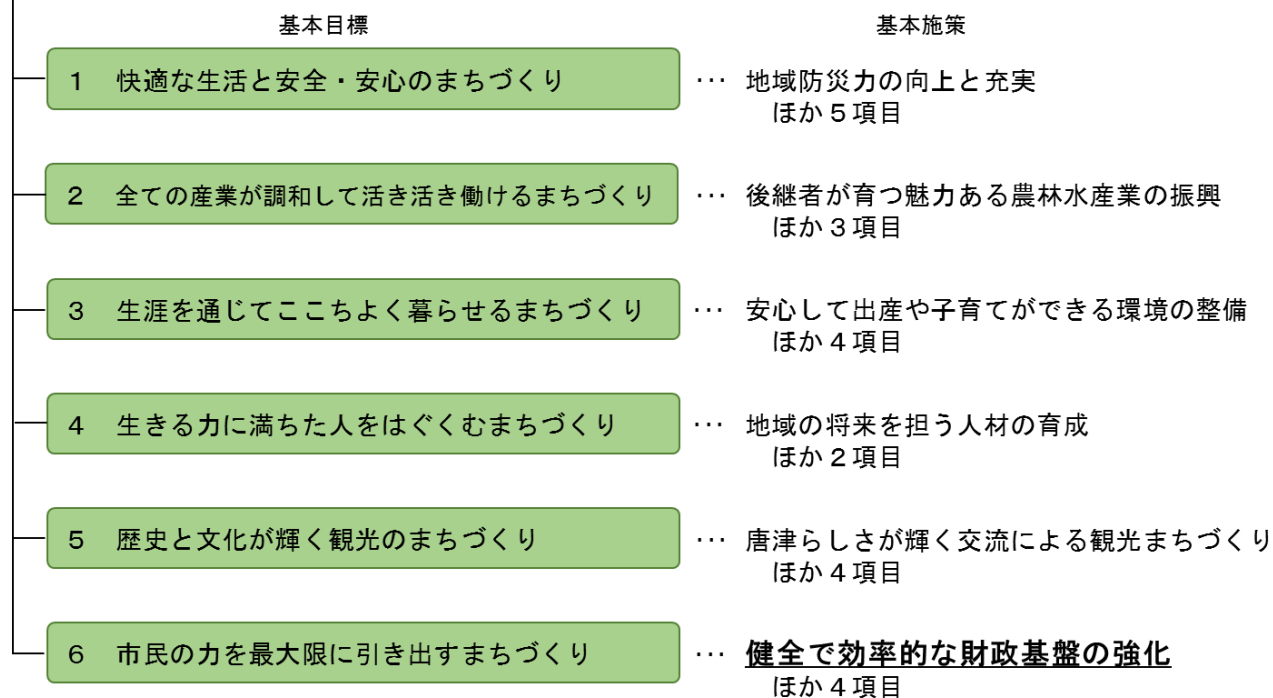 基本目標 基本施策
1 快適な生活と安全・安心のまちづくり … 地域防災力の向上と充実
ほか5項目
2 全ての産業が調和して活き活き働けるまちづくり … 後継者が育つ魅力ある農林水産業の振興
ほか3項目
3 生涯を通じてここちよく暮らせるまちづくり … 安心して出産や子育てができる環境の整備
ほか4項目
4 生きる力に満ちた人をはぐくむまちづくり … 地域の将来を担う人材の育成
ほか2項目
5 歴史と文化が輝く観光のまちづくり … 唐津らしさが輝く交流による観光まちづくり
ほか4項目
6 市民の力を最大限に引き出すまちづくり … 健全で効率的な財政基盤の強化
ほか4項目